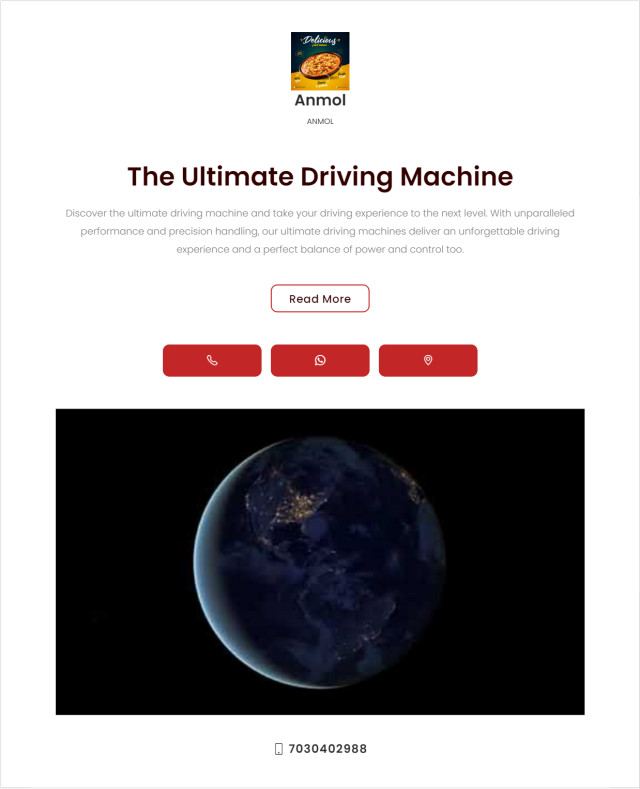 Delicious
Anmol
ANMOL
The Ultimate Driving Machine
Discover the ultimate driving machine and take your driving experience to the next level. With unparalleled
performance and precision handling, our ultimate driving machines deliver an unforgettable driving
experience and a perfect balance of power and control too.
Read More
7030402988